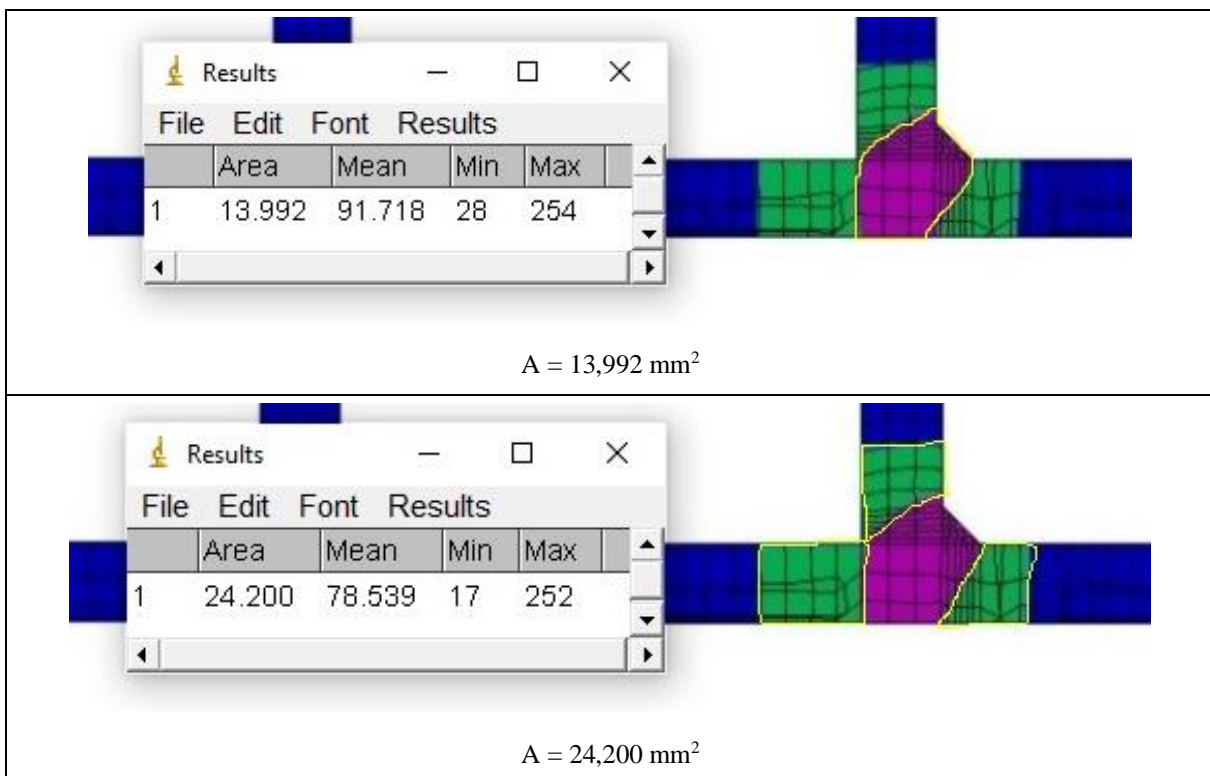 Results
File Edit Font Results
Area Mean Min Max
1 13.992 91.718 28 254
A = 13,992 mm²
Results
File Edit Font Results
Area Mean Min Max
1 24.200 78.539 17 252
A = 24,200 mm²